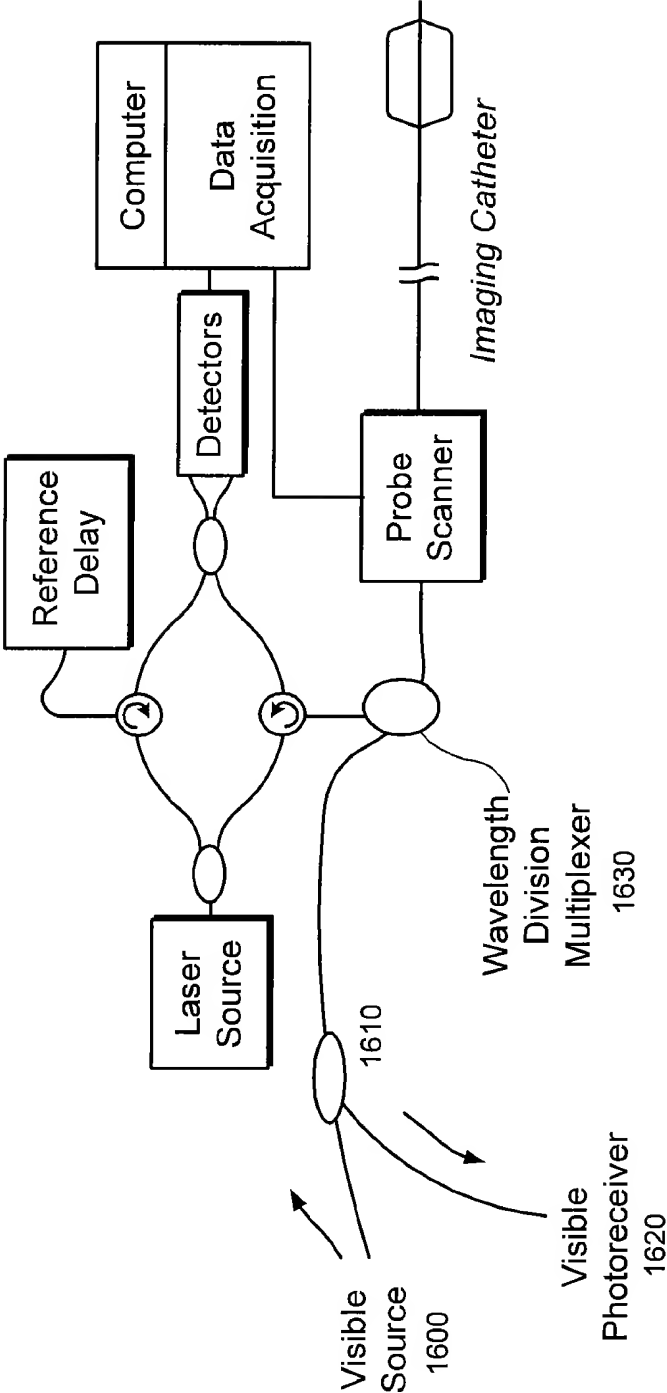 Computer
Data
Acquisition
Reference
Delay
Detectors
Imaging Catheter
Probe
Scanner
Laser
Source
Wavelength
Division
Multiplexer
1630
1610
Visible
Source
1600
Visible
Photoreceiver
1620